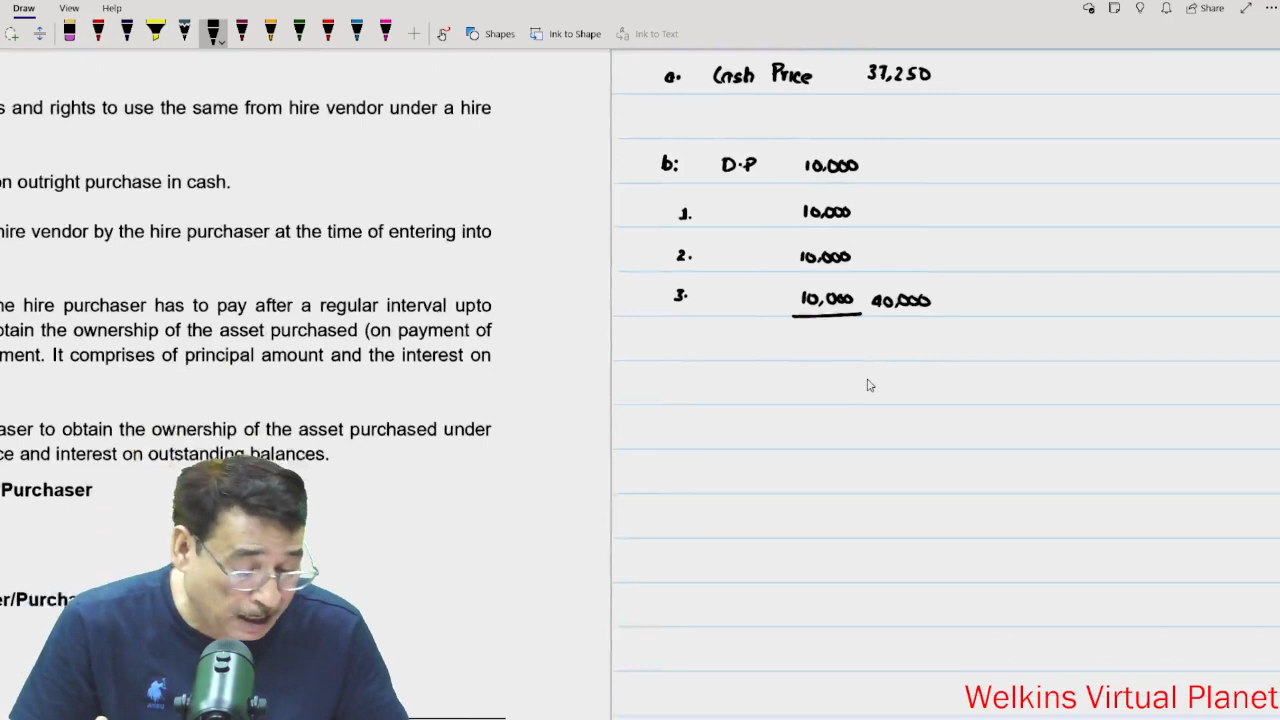 Draw View Help
Share
Shapes Ink to Shape Ink to Text
s and rights to use the same from hire vendor under a hire
on outright purchase in cash.
hire vendor by the hire purchaser at the time of entering into
he hire purchaser has to pay after a regular interval upto
otain the ownership of the asset purchased (on payment of
ment. It comprises of principal amount and the interest on
aser to obtain the ownership of the asset purchased under
ce and interest on outstanding balances.
/Purchaser
er/Purcha
a. Cash Price 37,250
b: D.P 10,000
1. 10,000
2. 10,000
3. 10,000 40,000
Welkins Virtual Planet